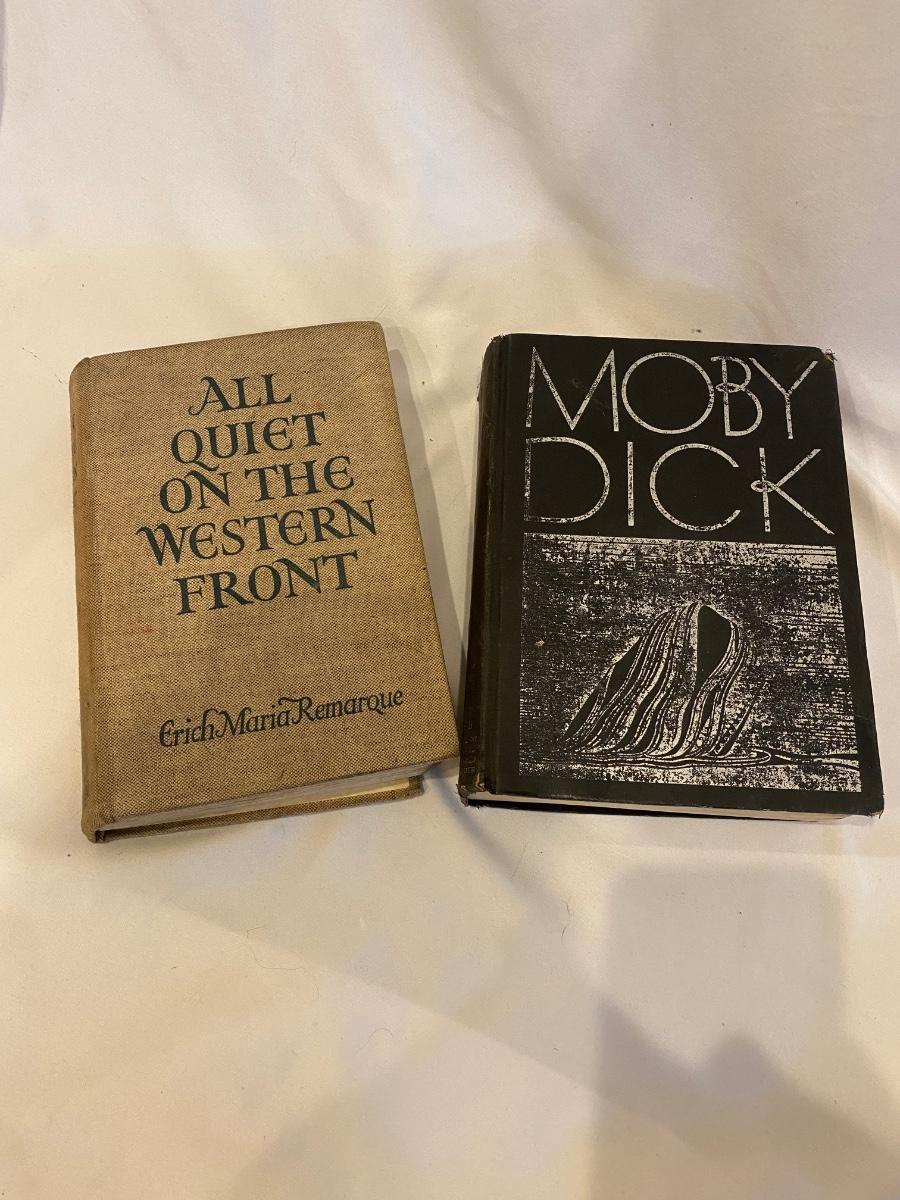 ALL
QUIET
ON THE
WESTERN
FRONT
Erich Maria Remarque
MOBY
DICK